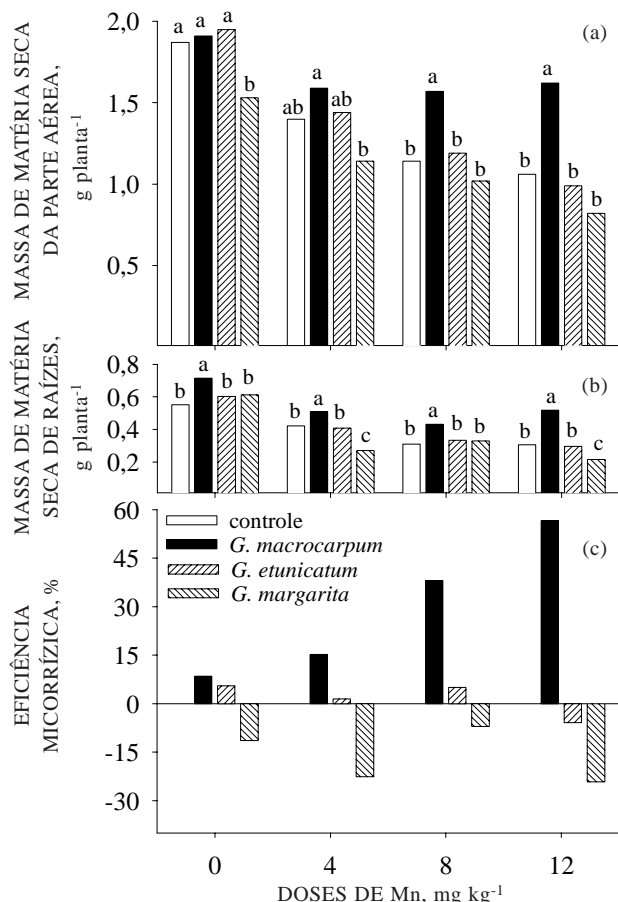 MASSA DE MATÉRIA SECA
DA PARTE AÉREA,
g planta⁻¹
2,0
1,5
1,0
0,5
(a)
a a a b
ab a ab b
b a b b
b a b b
MASSA DE MATÉRIA
SECA DE RAÍZES,
g planta⁻¹
0,8
0,6
0,4
0,2
(b)
b a b b
b a b c
b a b b
b a b c
EFICIÊNCIA
MICORRÍZICA, %
60
45
30
15
0
-15
-30
(c)
controle
G. macrocarpum
G. etunicatum
G. margarita
0 4 8 12
DOSES DE Mn, mg kg⁻¹